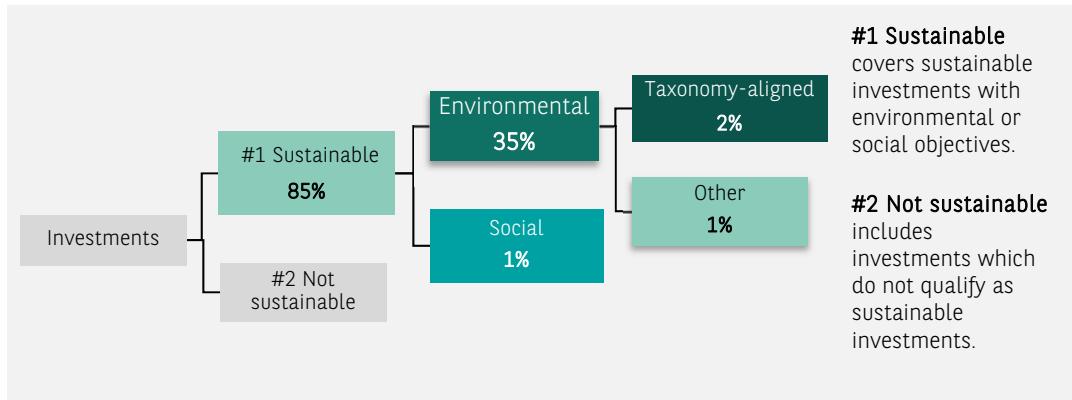 Investments
#1 Sustainable
85%
#2 Not
sustainable
Environmental
35%
Social
1%
Taxonomy-aligned
2%
Other
1%
#1 Sustainable
covers sustainable
investments with
environmental or
social objectives.
#2 Not sustainable
includes
investments which
do not qualify as
sustainable
investments.